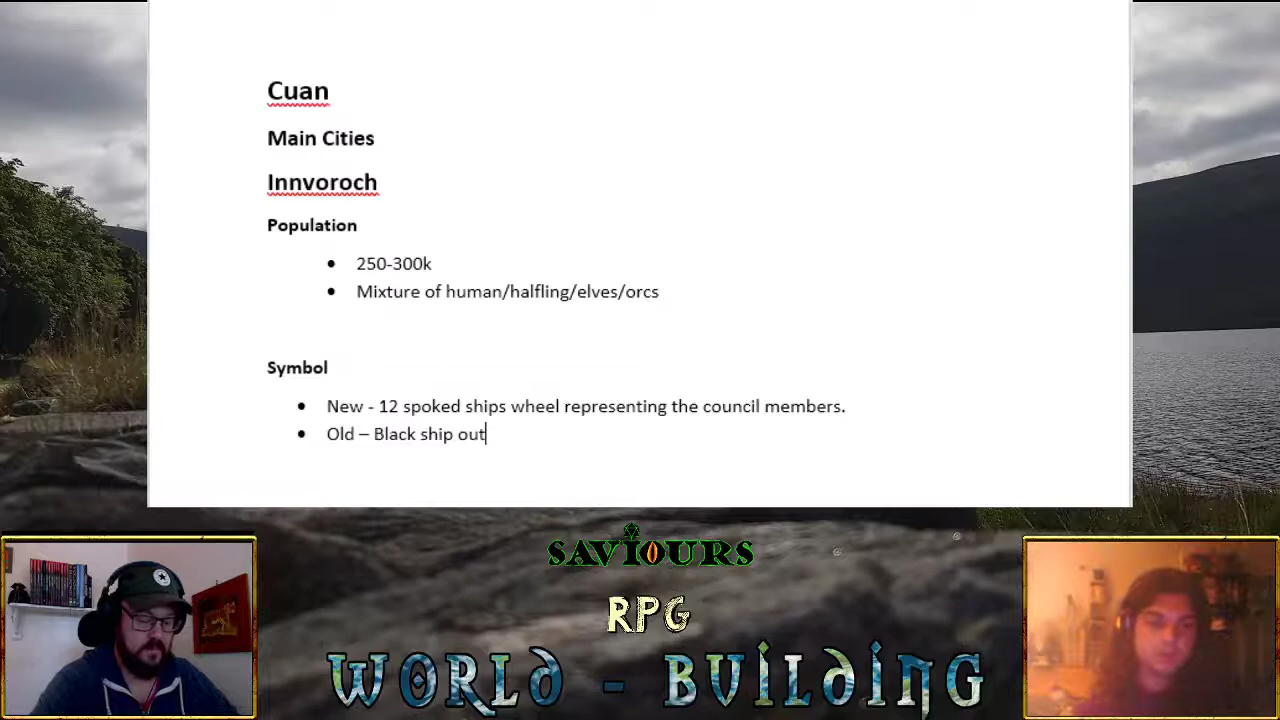 Cuan
Main Cities
Innvoroch
Population
• 250-300k
• Mixture of human/halfling/elves/orcs
Symbol
• New - 12 spoked ships wheel representing the council members.
• Old – Black ship out
SAVIOURS
RPG
WORLD - BUILDING